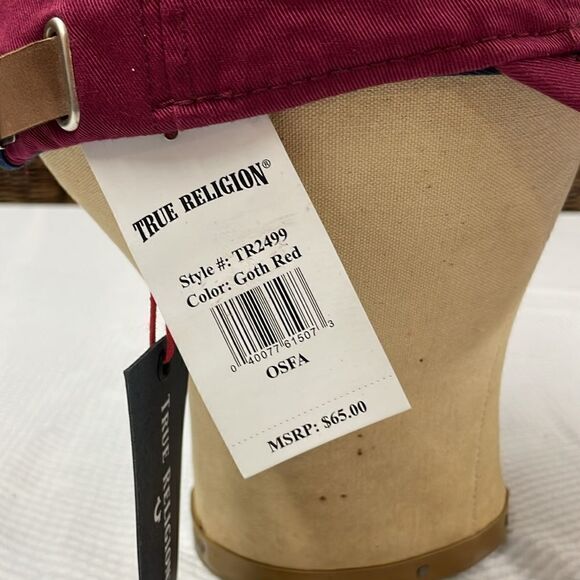 TRUE RELIGION®
Style #: TR2499
Color: Goth Red
0 40077 61507 3
OSFA
MSRP: $65.00
TRUE RELIGION